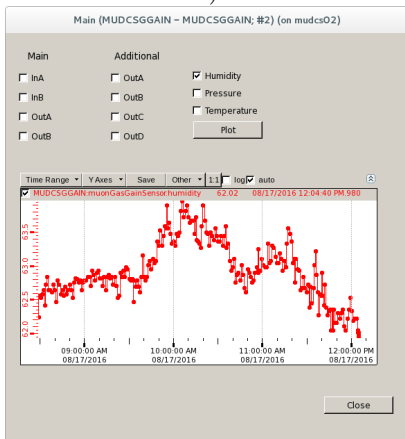 Main (MUDCSGGAIN - MUDCSGGAIN; #2) (on mudcs02)
Main Additional
InA OutA Humidity
InB OutB Pressure
OutA OutC Temperature
OutB OutD Plot
Time Range Y Axes Save Other 1:1 log auto
MUDCSGGAIN:muonGasGainSensor.humidity 62.02 08/17/2016 12:04:40 PM.980
63.5
63.0
62.5
62.0
09:00:00 AM 10:00:00 AM 11:00:00 AM 12:00:00 PM
08/17/2016 08/17/2016 08/17/2016 08/17/2016
Close